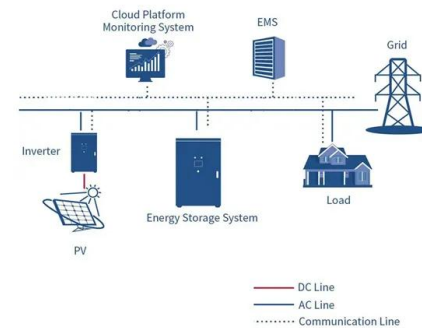 Cloud Platform
Monitoring System
EMS
Grid
Inverter
Energy Storage System
Load
PV
DC Line
AC Line
Communication Line